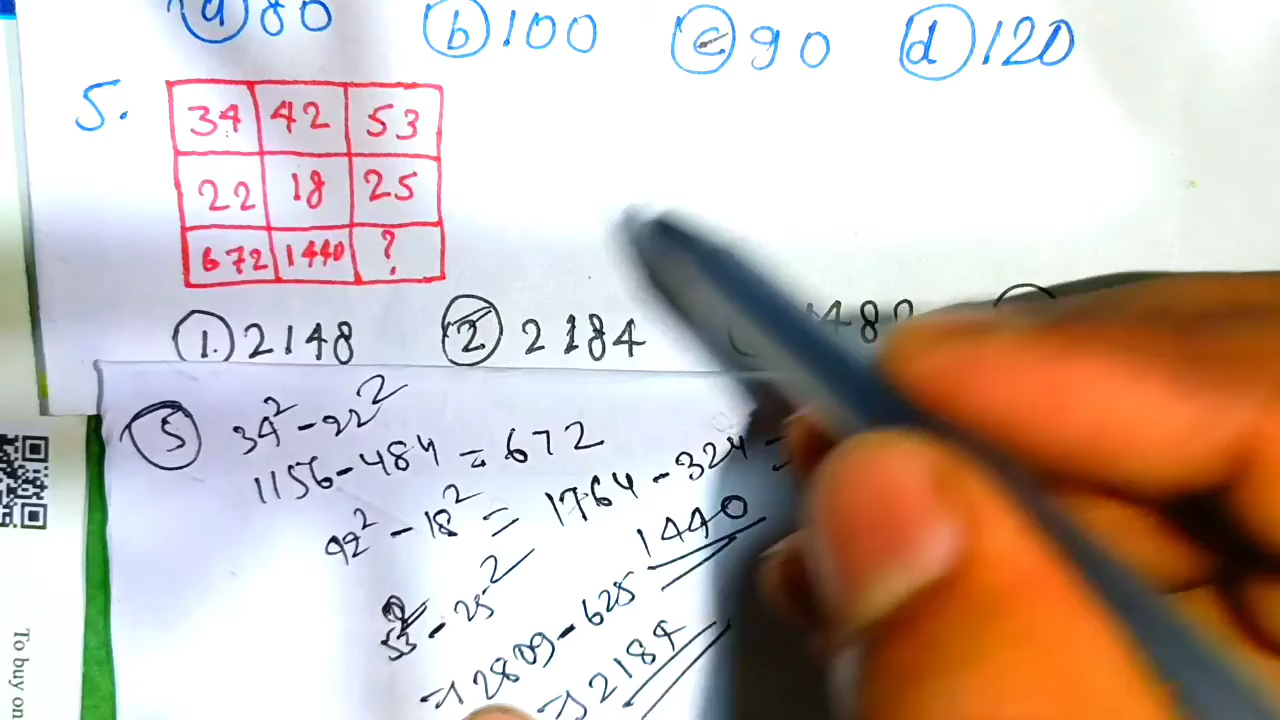 (a) 80 (b) 100 (c) 90 (d) 120
5.
34 42 53
22 18 25
672 1440 ?
(1.) 2148 (2) 2184
(5) 34² - 22²
1156 - 484 = 672
42² - 18² = 1764 - 324 =
1440
53² - 25²
⇒ 2809 - 625
⇒ 2184
To buy on